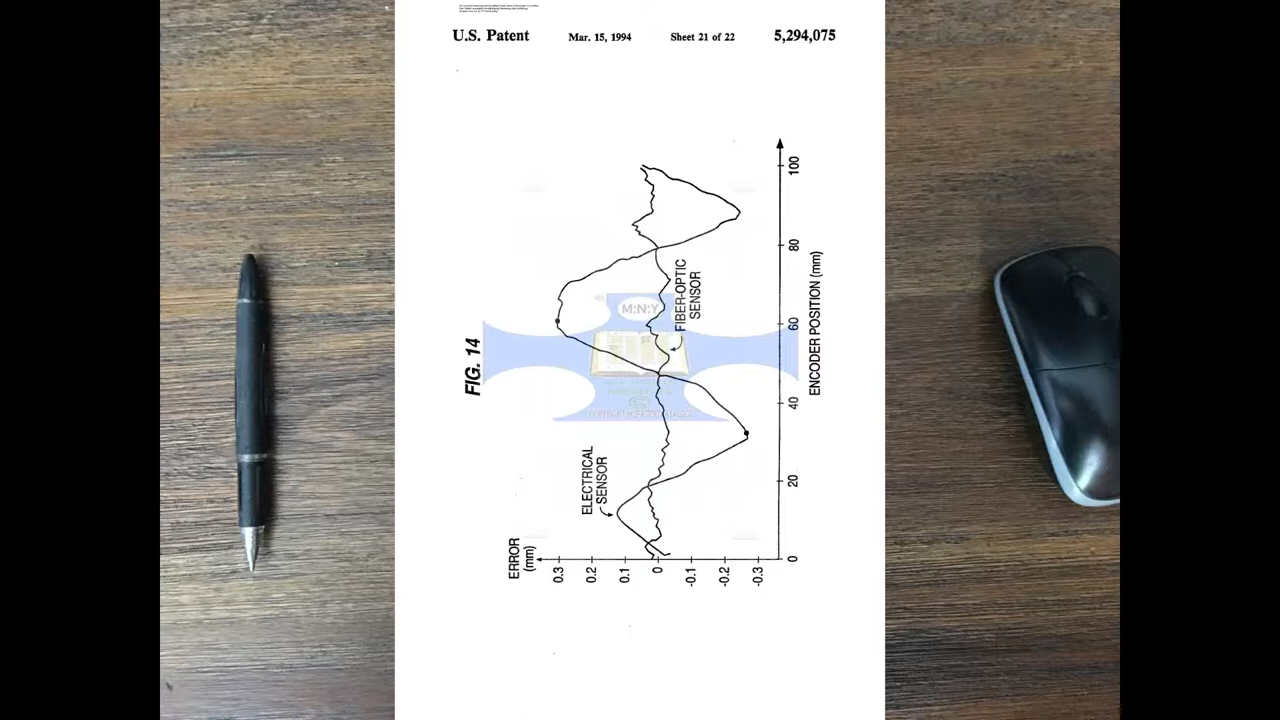 U.S. Patent Mar. 15, 1994 Sheet 21 of 22 5,294,075
FIG. 14
ERROR
(mm)
0.3
0.2
0.1
0
-0.1
-0.2
-0.3
ELECTRICAL
SENSOR
FIBER-OPTIC
SENSOR
M:N:Y
0
20
40
60
80
100
ENCODER POSITION (mm)